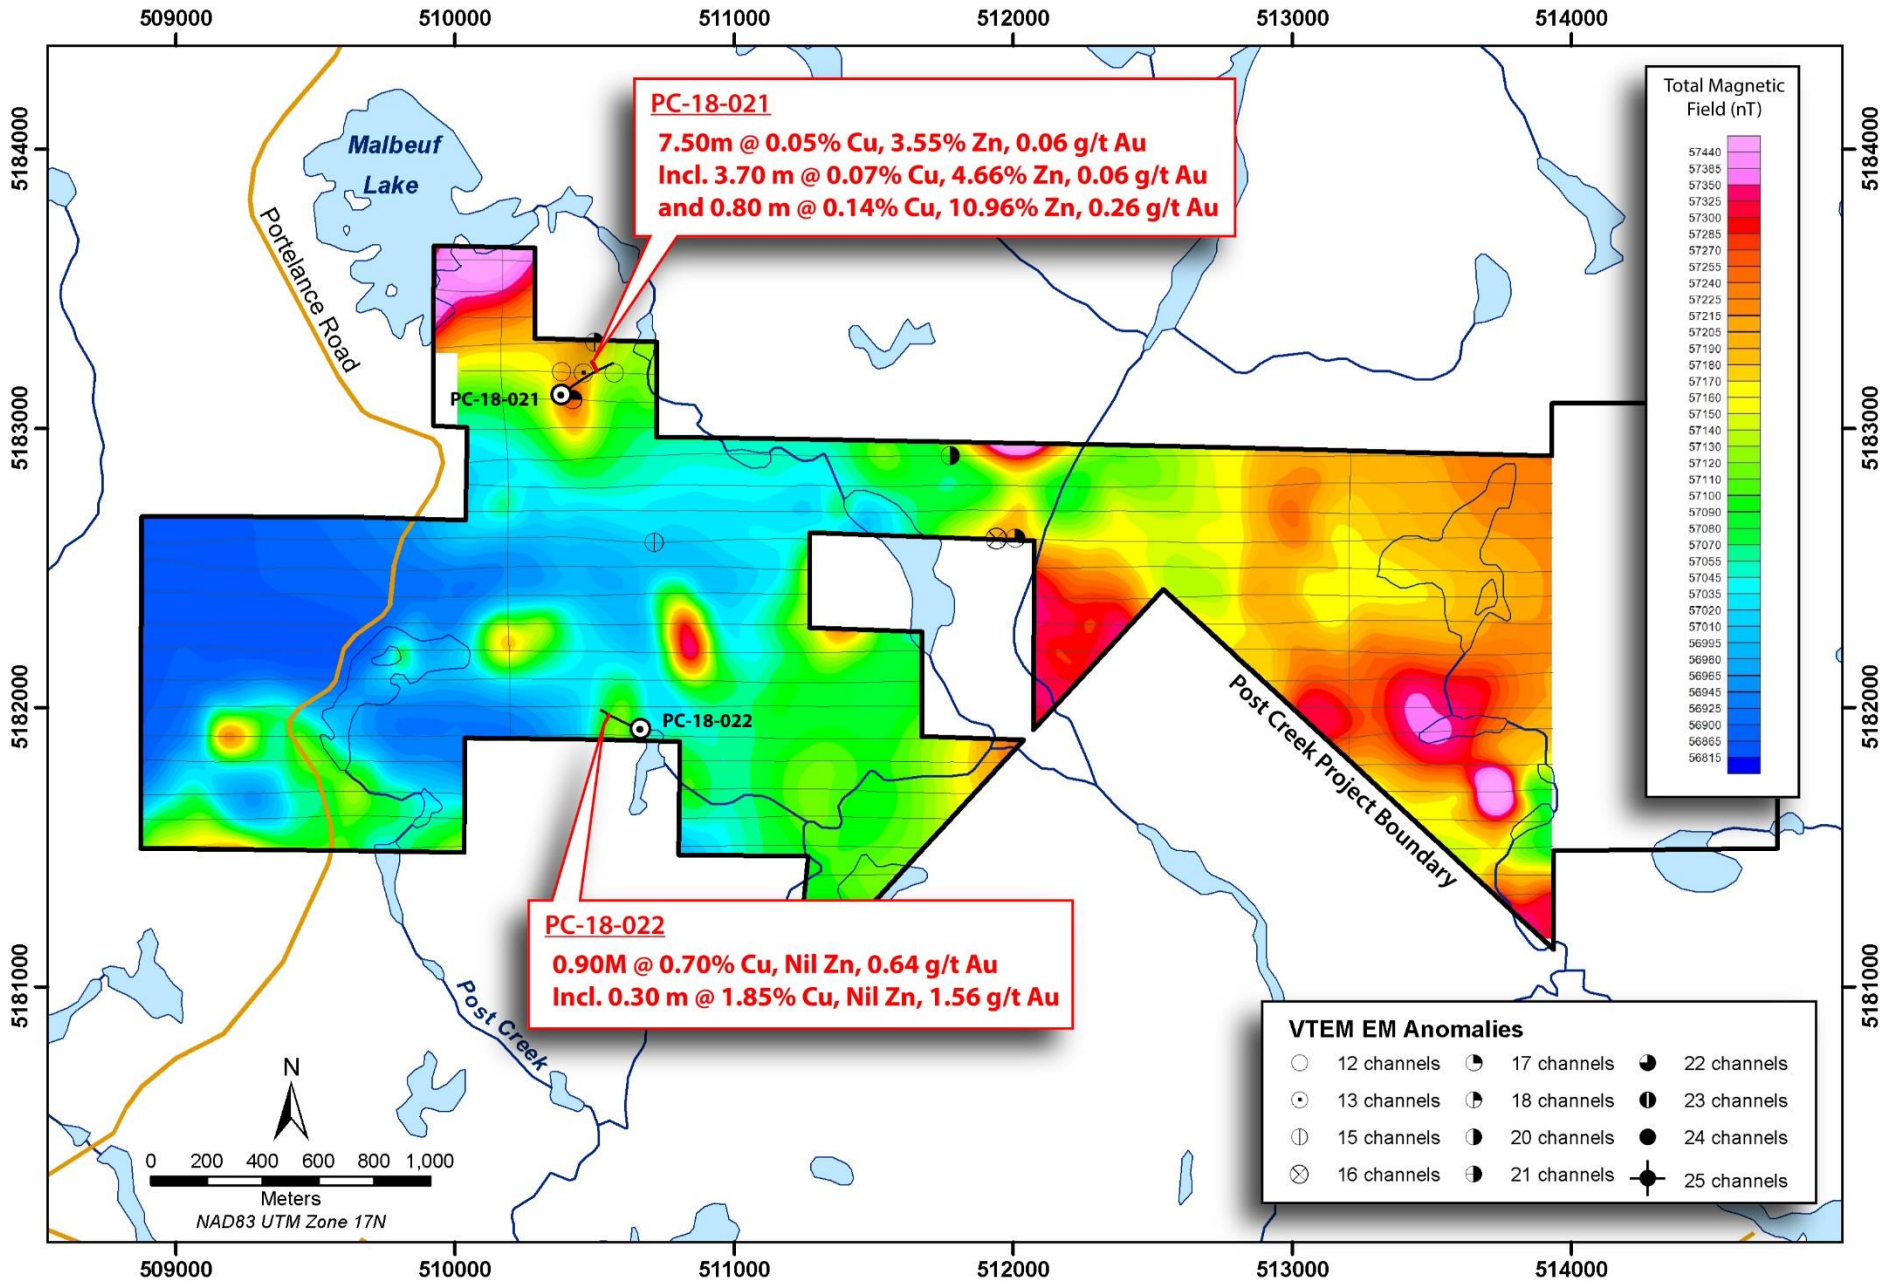 509000 510000 511000 512000 513000 514000
5184000
5183000
5182000
5181000
5184000
5183000
5182000
5181000
Malbeuf
Lake
Portelance Road
PC-18-021
7.50m @ 0.05% Cu, 3.55% Zn, 0.06 g/t Au
Incl. 3.70 m @ 0.07% Cu, 4.66% Zn, 0.06 g/t Au
and 0.80 m @ 0.14% Cu, 10.96% Zn, 0.26 g/t Au
Total Magnetic
Field (nT)
57440
57385
57350
57325
57300
57285
57270
57255
57240
57225
57215
57205
57190
57180
57170
57160
57150
57140
57130
57120
57110
57100
57090
57080
57070
57055
57045
57035
57020
57010
56995
56980
56965
56945
56925
56900
56865
56815
PC-18-021
PC-18-022
Post Creek Project Boundary
PC-18-022
0.90M @ 0.70% Cu, Nil Zn, 0.64 g/t Au
Incl. 0.30 m @ 1.85% Cu, Nil Zn, 1.56 g/t Au
Post Creek
N
0 200 400 600 800 1,000
Meters
NAD83 UTM Zone 17N
VTEM EM Anomalies
12 channels 17 channels 22 channels
13 channels 18 channels 23 channels
15 channels 20 channels 24 channels
16 channels 21 channels 25 channels
509000 510000 511000 512000 513000 514000